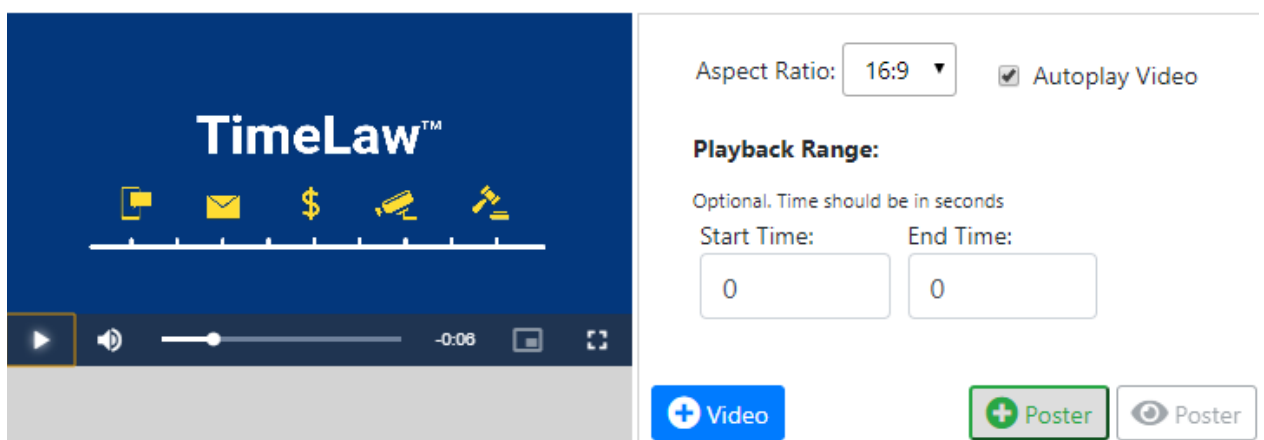 TimeLaw™
-0:06
Aspect Ratio: 16:9 Autoplay Video
Playback Range:
Optional. Time should be in seconds
Start Time: End Time:
0 0
Video Poster Poster